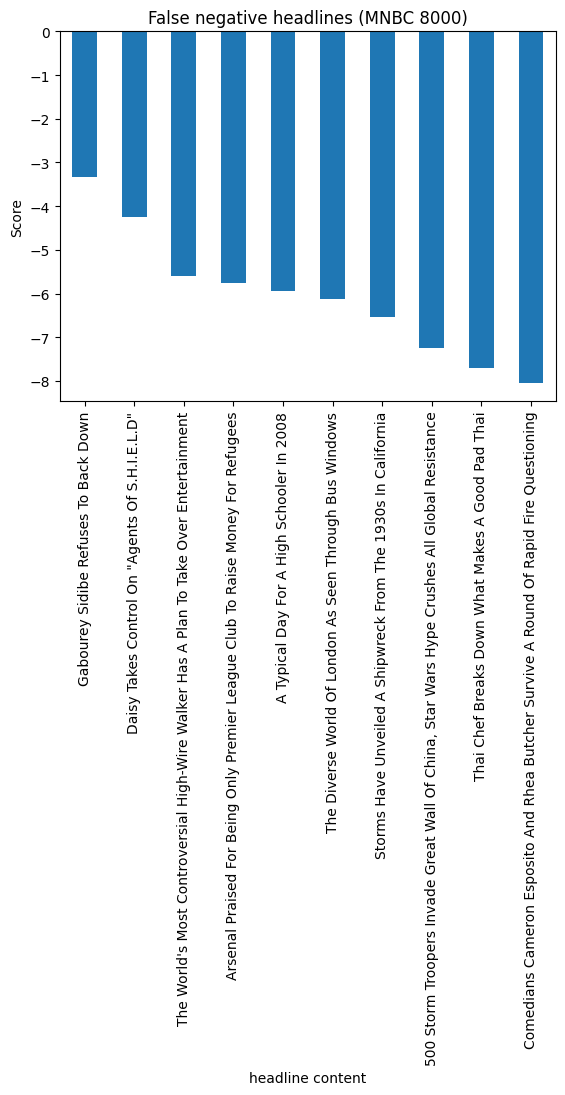 False negative headlines (MNBC 8000)
0
−1
−2
−3
−4
−5
−6
−7
−8
Score
Gabourey Sidibe Refuses To Back Down
Daisy Takes Control On "Agents Of S.H.I.E.L.D"
The World's Most Controversial High-Wire Walker Has A Plan To Take Over Entertainment
Arsenal Praised For Being Only Premier League Club To Raise Money For Refugees
A Typical Day For A High Schooler In 2008
The Diverse World Of London As Seen Through Bus Windows
Storms Have Unveiled A Shipwreck From The 1930s In California
500 Storm Troopers Invade Great Wall Of China, Star Wars Hype Crushes All Global Resistance
Thai Chef Breaks Down What Makes A Good Pad Thai
Comedians Cameron Esposito And Rhea Butcher Survive A Round Of Rapid Fire Questioning
headline content